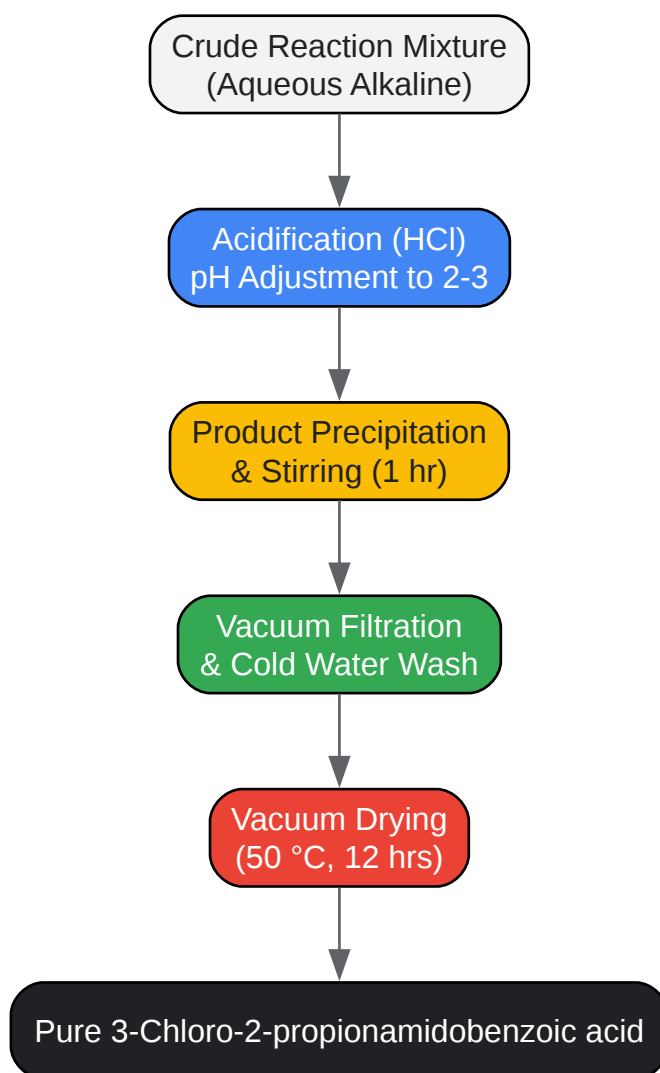 Crude Reaction Mixture
(Aqueous Alkaline)
Acidification (HCl)
pH Adjustment to 2-3
Product Precipitation
& Stirring (1 hr)
Vacuum Filtration
& Cold Water Wash
Vacuum Drying
(50 °C, 12 hrs)
Pure 3-Chloro-2-propionamidobenzoic acid